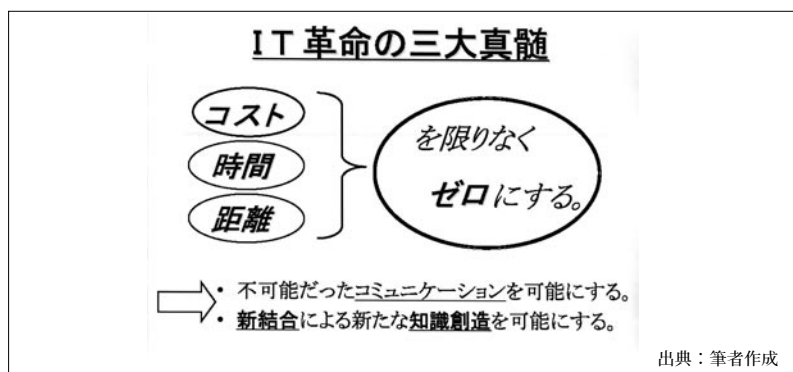 IT革命の三大真髄
コスト
時間
距離
を限りなく
ゼロにする。
・不可能だったコミュニケーションを可能にする。
・新結合による新たな知識創造を可能にする。
出典：筆者作成